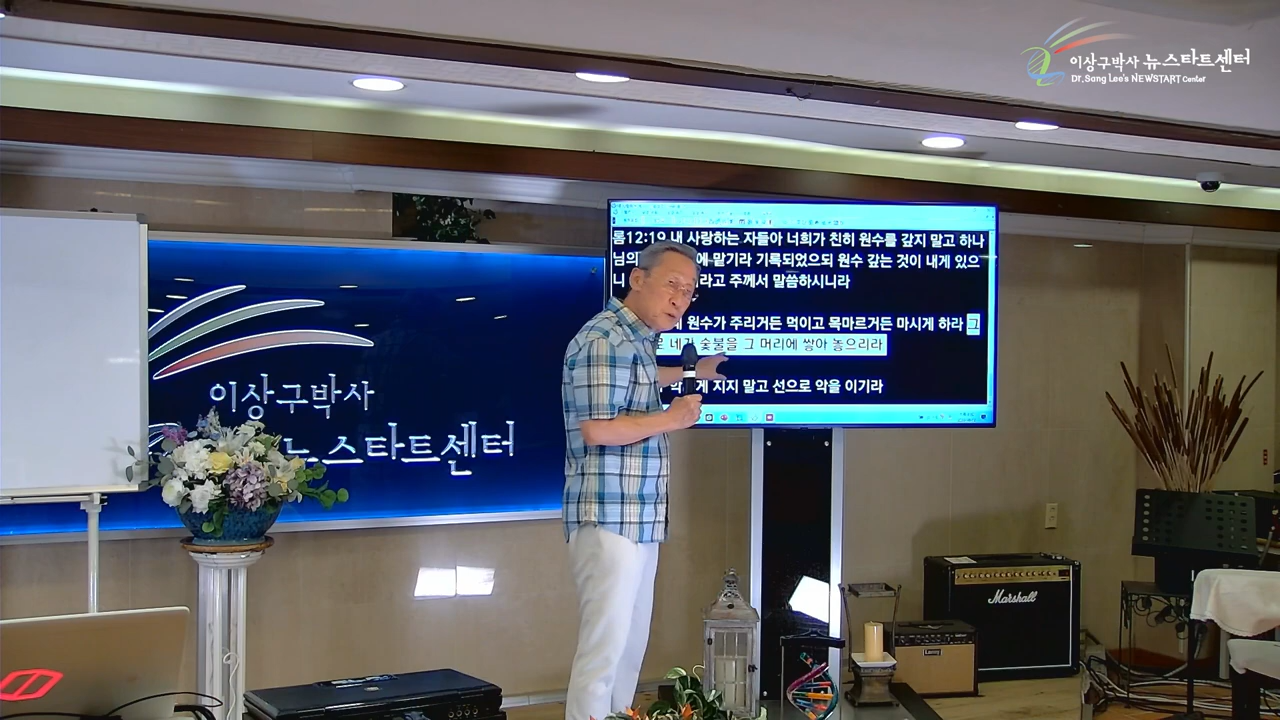 이상구박사 뉴스타트센터
Dr. Sang Lee's NEWSTART Center
롬12:19 내 사랑하는 자들아 너희가 친히 원수를 갚지 말고 하나
님의 에 맡기라 기록되었으되 원수 갚는 것이 내게 있으
니 라고 주께서 말씀하시니라
원수가 주리거든 먹이고 목마르거든 마시게 하라 그
로 네가 숯불을 그 머리에 쌓아 놓으리라
게 지지 말고 선으로 악을 이기라
이상구박사
뉴스타트센터
Marshall
Laney